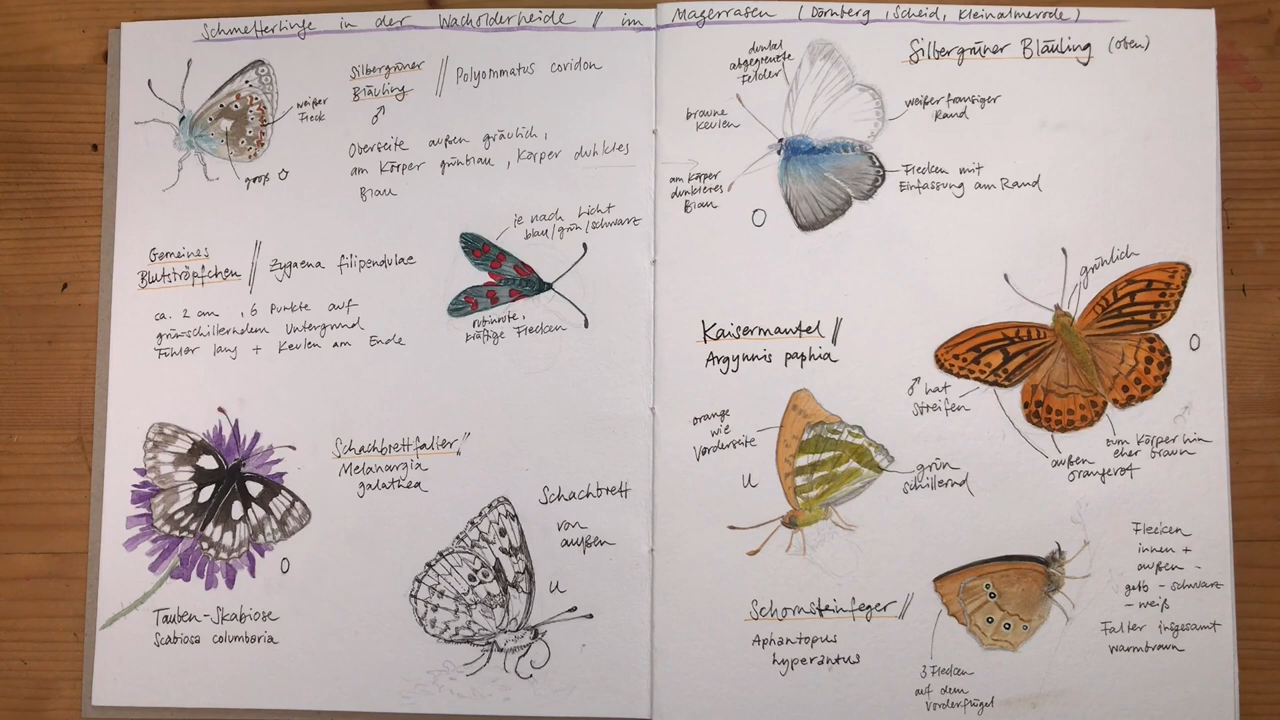 Schmetterlinge in der Wacholderheide // im Magerrasen (Dörnberg, Scheid, Kleinalmerode)
Silbergrüner
Bläuling // Polyommatus coridon
♂
weißer
Fleck
groß
Oberseite außen gräulich,
am Körper grünblau, Körper dunkles
Blau
Gemeines
Blutströpfchen // Zygaena filipendulae
ca. 2 cm, 6 Punkte auf
grün-schillerndem Untergrund
Fühler lang + Keulen am Ende
je nach Licht
blau/grün/schwarz
rubinrote,
kräftige Flecken
Schachbrettfalter //
Melanargia
galathea
O
Tauben-Skabiose
Scabiosa columbaria
Schachbrett
von
außen
U
Silbergrüner Bläuling (oben)
dunkel
abgegrenzte
Felder
braune
Keulen
am Körper
dunkleres
Blau
O
weißer fransiger
Rand
Flecken mit
Einfassung am Rand
Kaisermantel //
Argynnis paphia
grünlich
O
♂ hat
Streifen
außen
orangerot
zum Körper hin
eher braun
orange
wie
Vorderseite
U
grün
schillernd
Schornsteinfeger //
Aphantopus
hyperantus
3 Flecken
auf dem
Vorderflügel
Flecken
innen +
außen -
gelb - schwarz
- weiß
Falter insgesamt
warmbraun